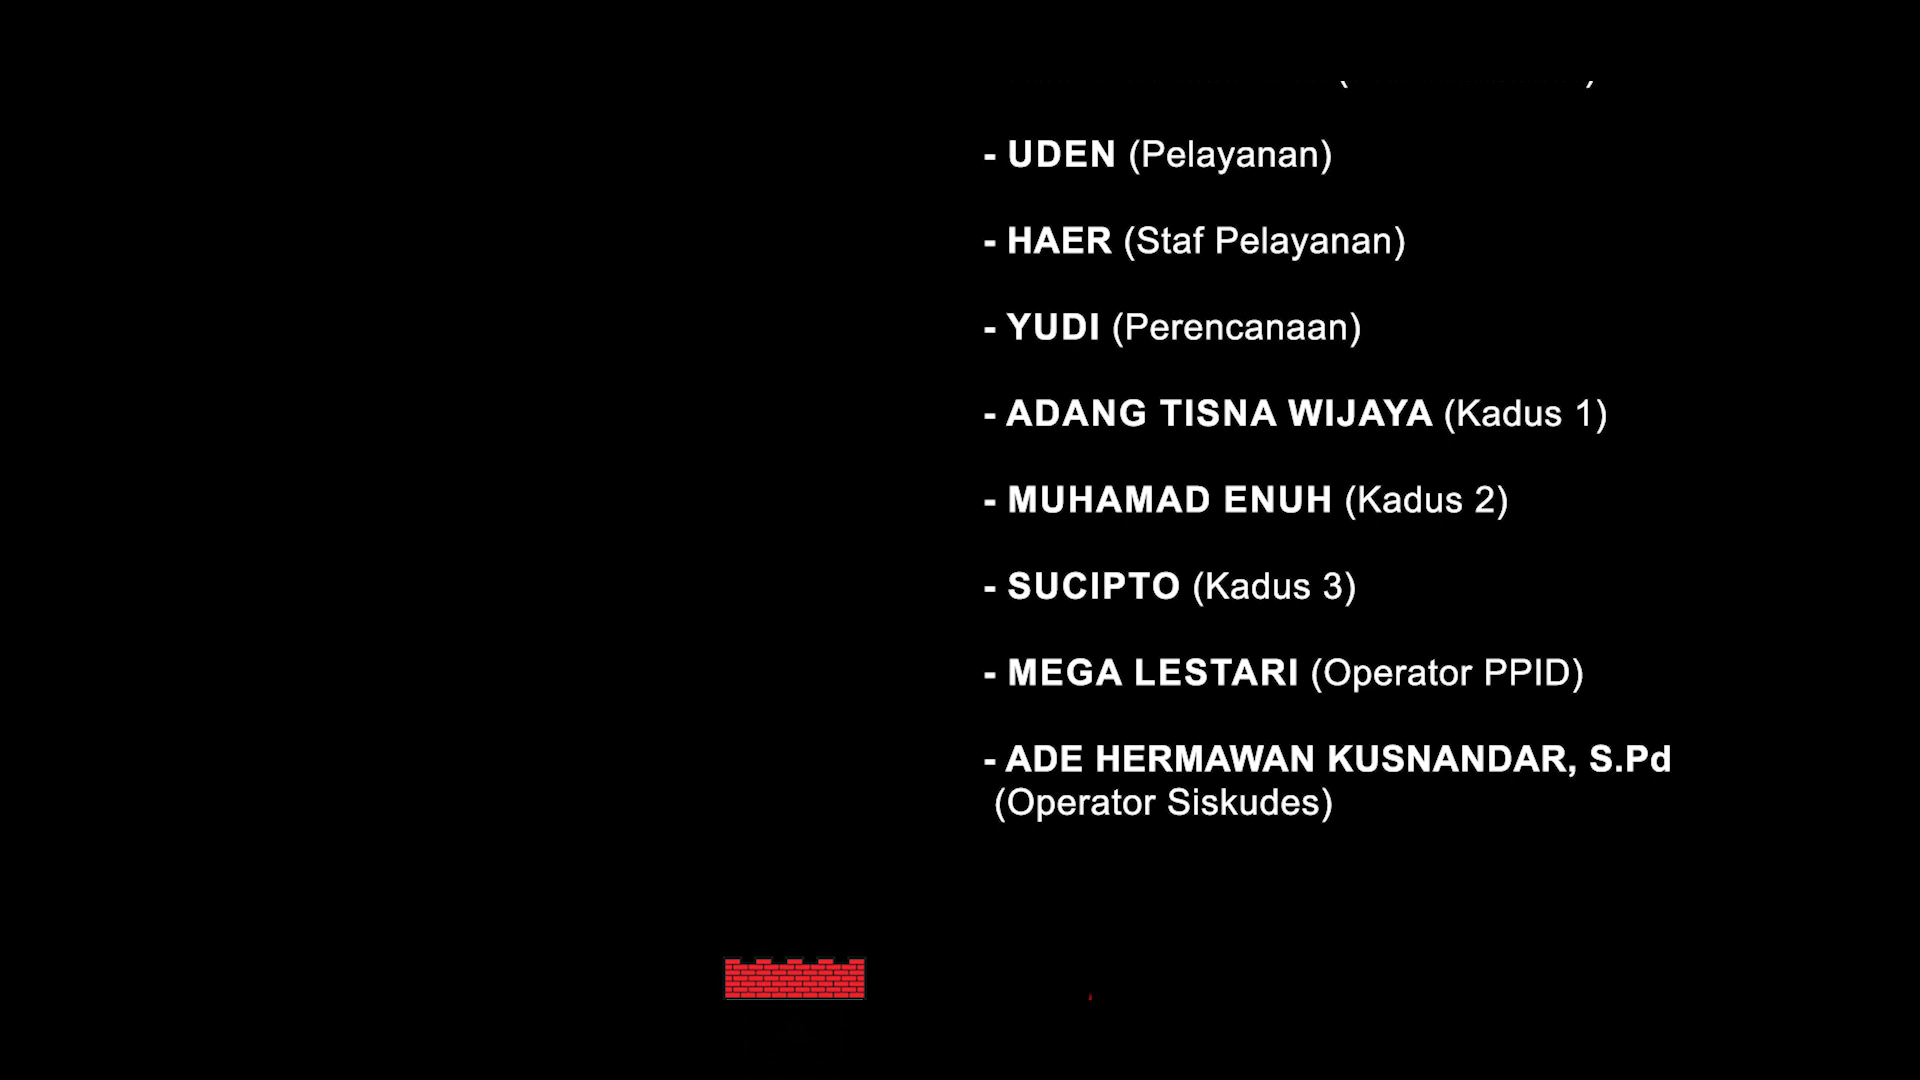 - UDEN (Pelayanan)
- HAER (Staf Pelayanan)
- YUDI (Perencanaan)
- ADANG TISNA WIJAYA (Kadus 1)
- MUHAMAD ENUH (Kadus 2)
- SUCIPTO (Kadus 3)
- MEGA LESTARI (Operator PPID)
- ADE HERMAWAN KUSNANDAR, S.Pd
(Operator Siskudes)